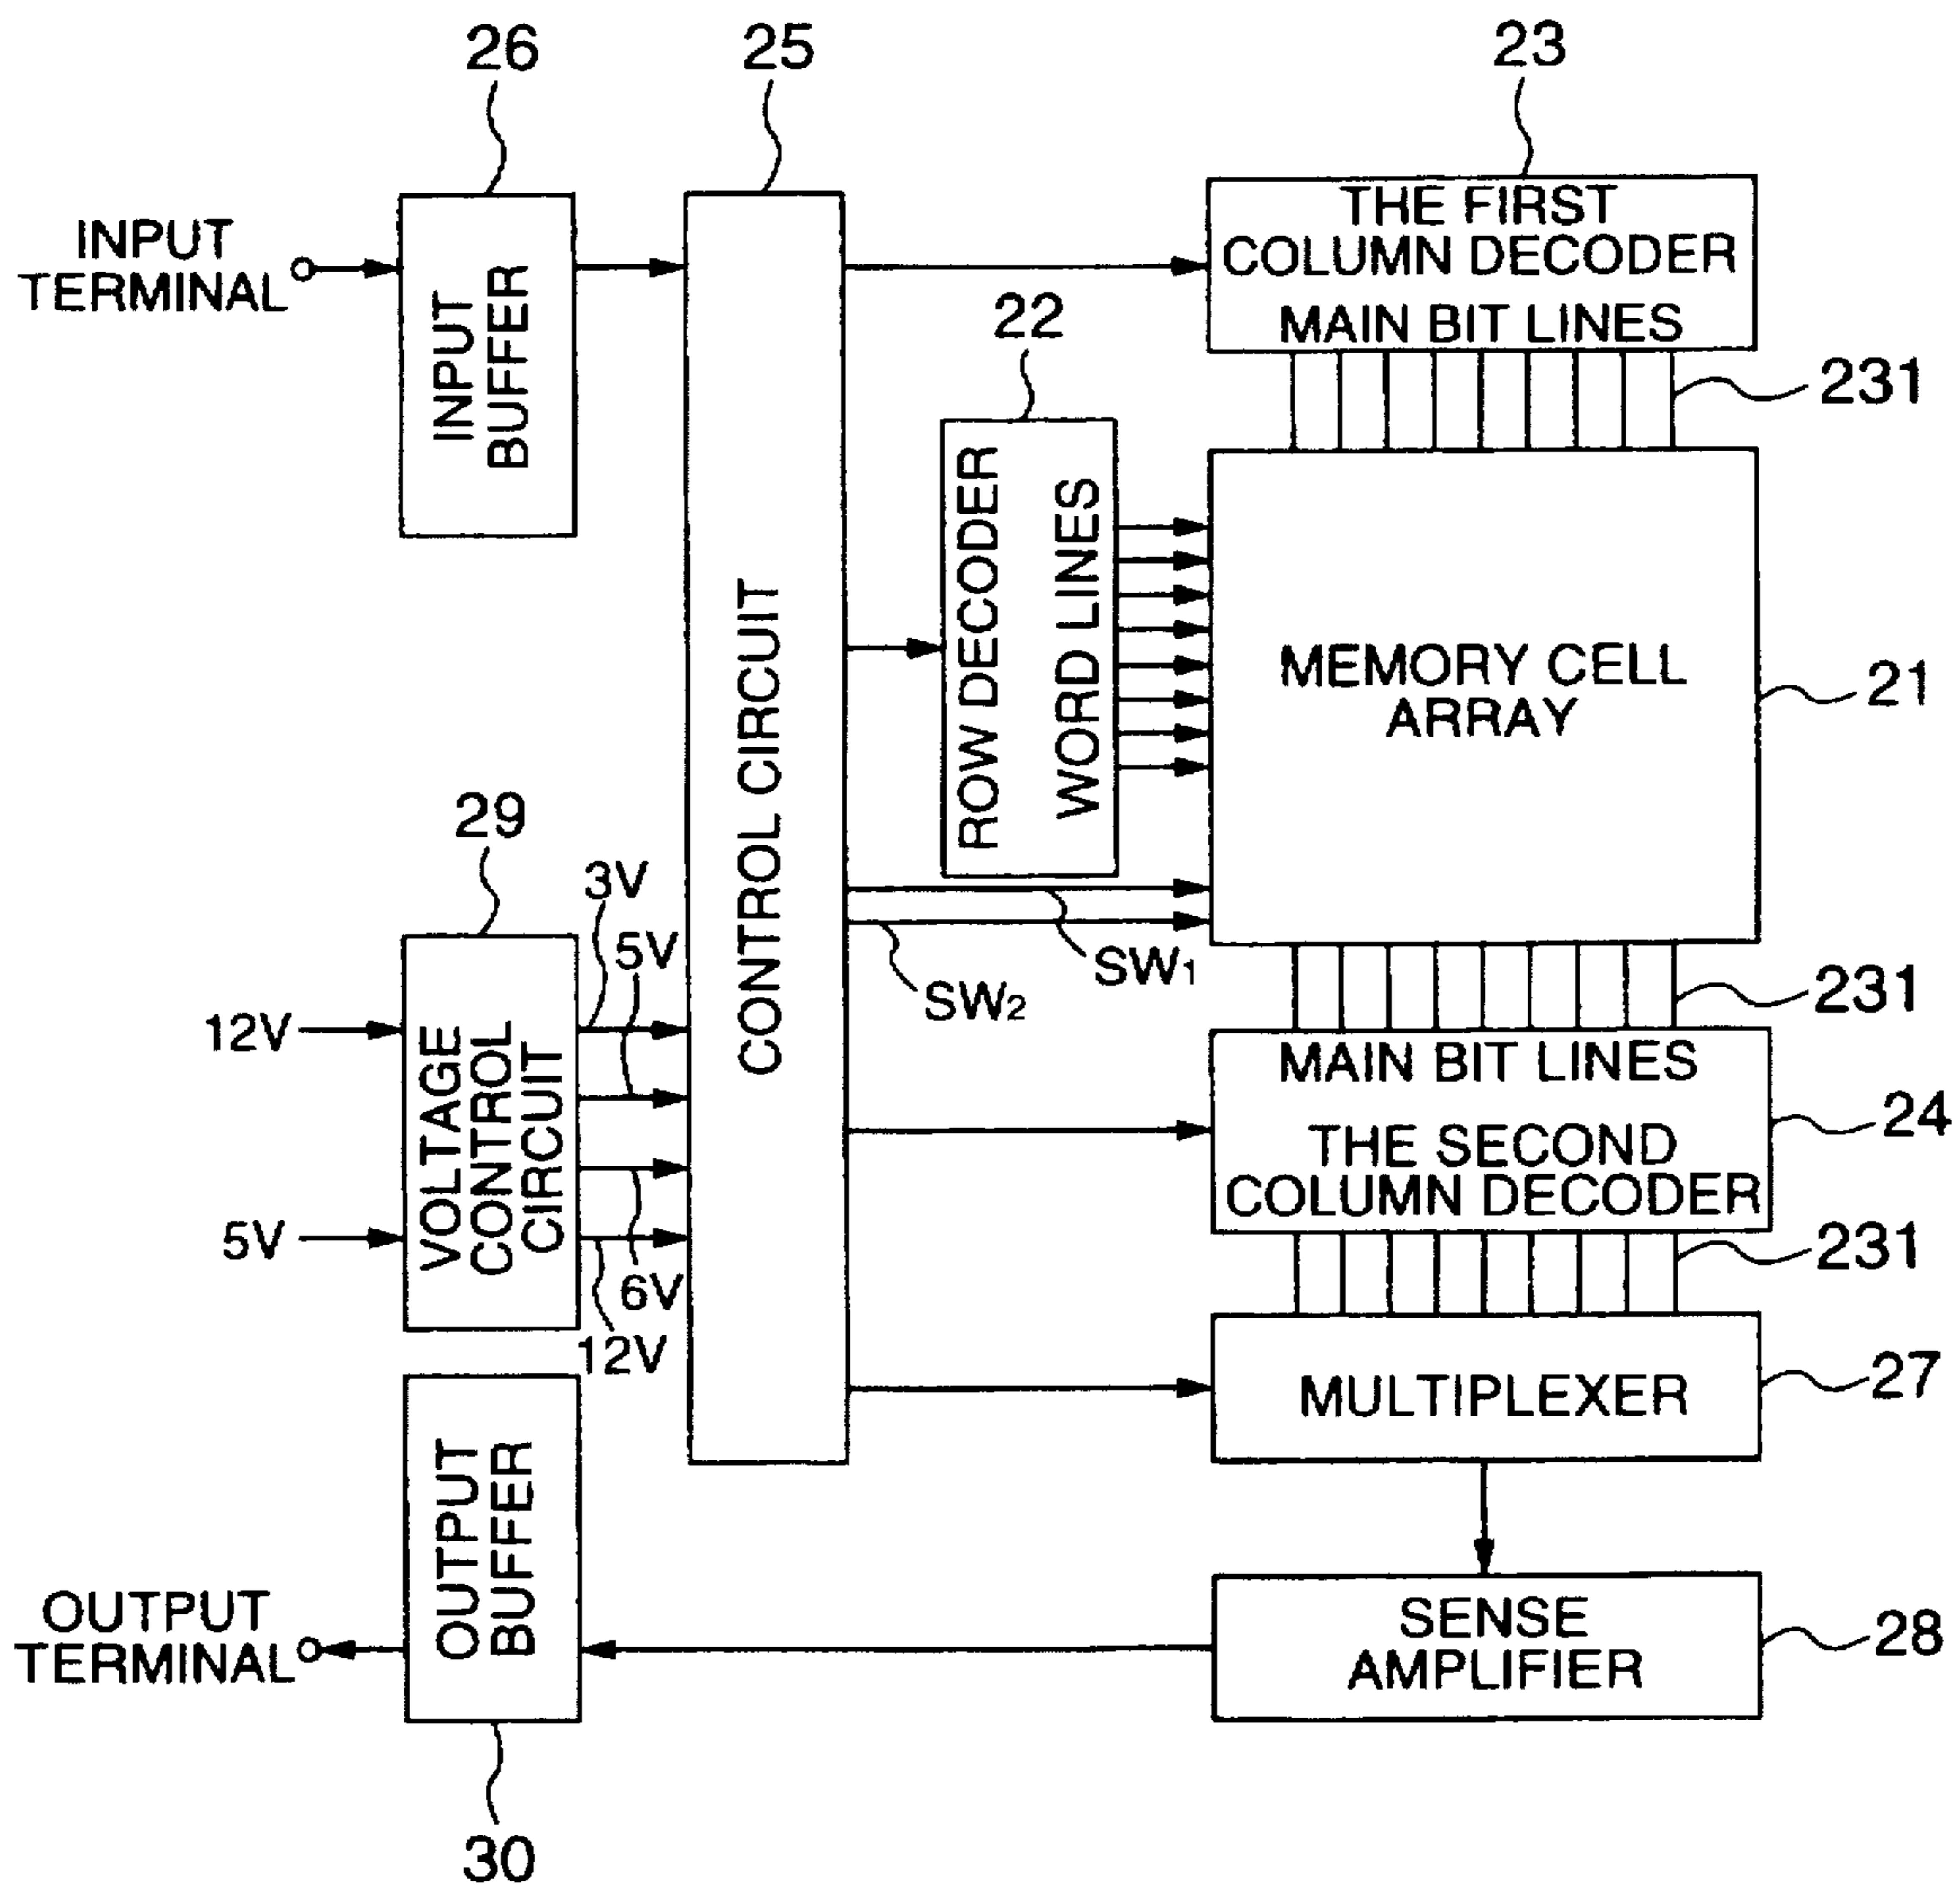 26
25
23
INPUT
TERMINAL
INPUT
BUFFER
THE FIRST
COLUMN DECODER
MAIN BIT LINES
22
231
ROW DECODER
WORD LINES
MEMORY CELL
ARRAY
21
CONTROL CIRCUIT
29
3V
5V
SW1
SW2
231
12V
5V
VOLTAGE
CONTROL
CIRCUIT
6V
12V
MAIN BIT LINES
THE SECOND
COLUMN DECODER
24
231
MULTIPLEXER
27
OUTPUT
BUFFER
OUTPUT
TERMINAL
SENSE
AMPLIFIER
28
30